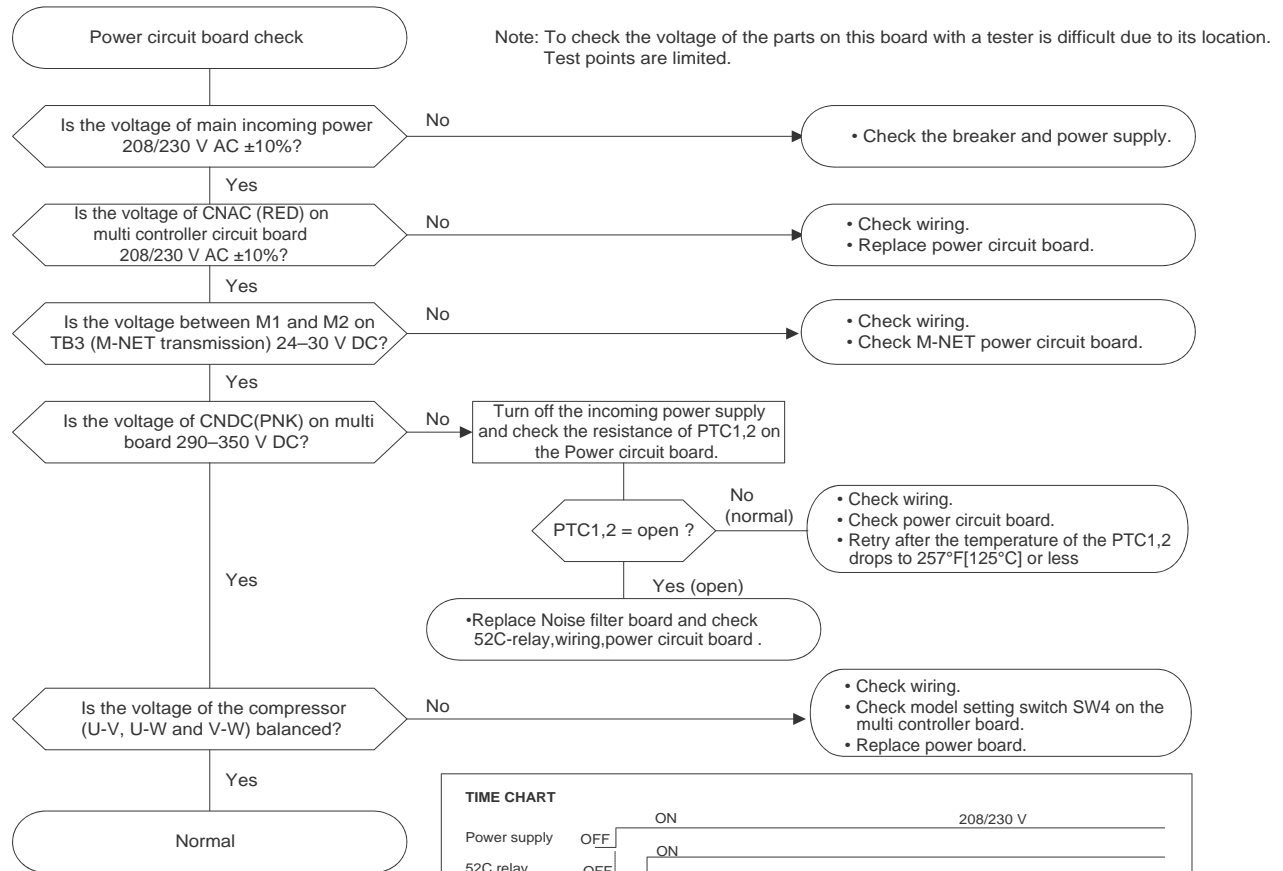 Power circuit board check
Note: To check the voltage of the parts on this board with a tester is difficult due to its location.
Test points are limited.
Is the voltage of main incoming power
208/230 V AC ±10%?
No
• Check the breaker and power supply.
Yes
Is the voltage of CNAC (RED) on
multi controller circuit board
208/230 V AC ±10%?
No
• Check wiring.
• Replace power circuit board.
Yes
Is the voltage between M1 and M2 on
TB3 (M-NET transmission) 24–30 V DC?
No
• Check wiring.
• Check M-NET power circuit board.
Yes
Is the voltage of CNDC(PNK) on multi
board 290–350 V DC?
No
Turn off the incoming power supply
and check the resistance of PTC1,2 on
the Power circuit board.
PTC1,2 = open ?
No
(normal)
• Check wiring.
• Check power circuit board.
• Retry after the temperature of the PTC1,2
drops to 257°F[125°C] or less
Yes (open)
•Replace Noise filter board and check
52C-relay,wiring,power circuit board .
Yes
Is the voltage of the compressor
(U-V, U-W and V-W) balanced?
No
• Check wiring.
• Check model setting switch SW4 on the
multi controller board.
• Replace power board.
Yes
Normal
TIME CHART
Power supply OFF ON 208/230 V
52C relay OFF ON